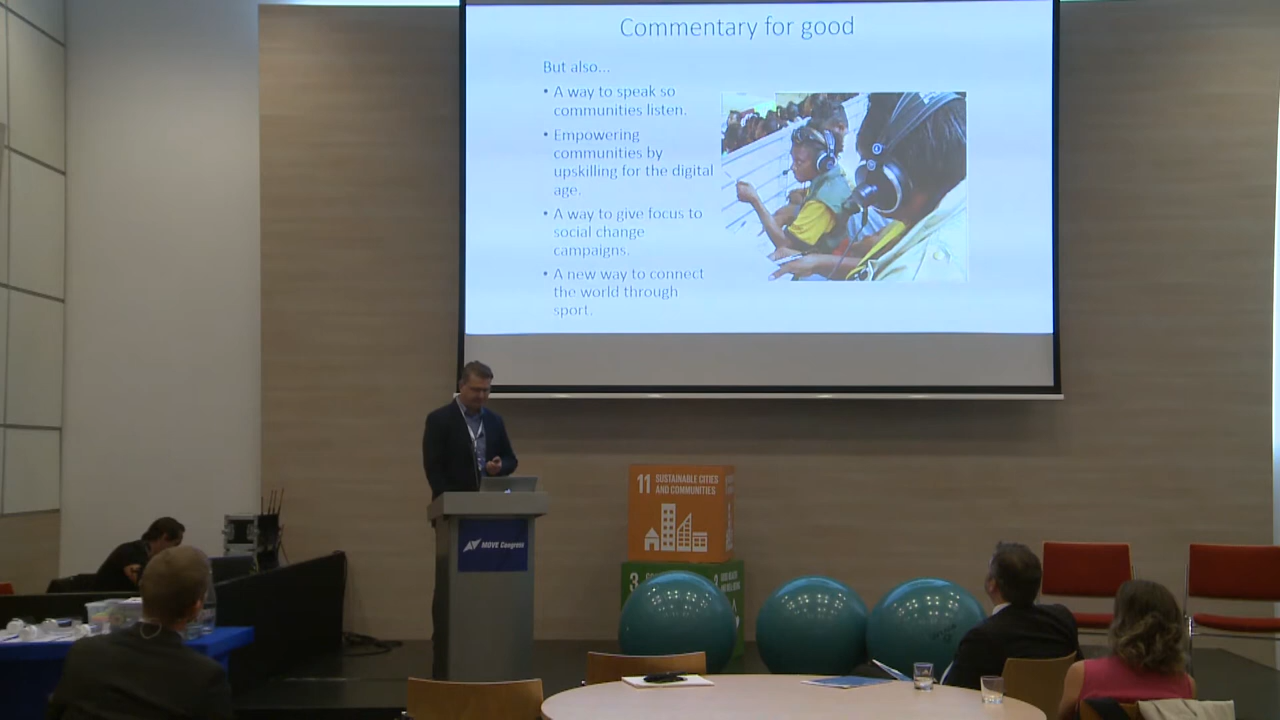 Commentary for good
But also...
• A way to speak so
communities listen.
• Empowering
communities by
upskilling for the digital
age.
• A way to give focus to
social change
campaigns.
• A new way to connect
the world through
sport.
11 SUSTAINABLE CITIES
AND COMMUNITIES
MOVE Congress
3